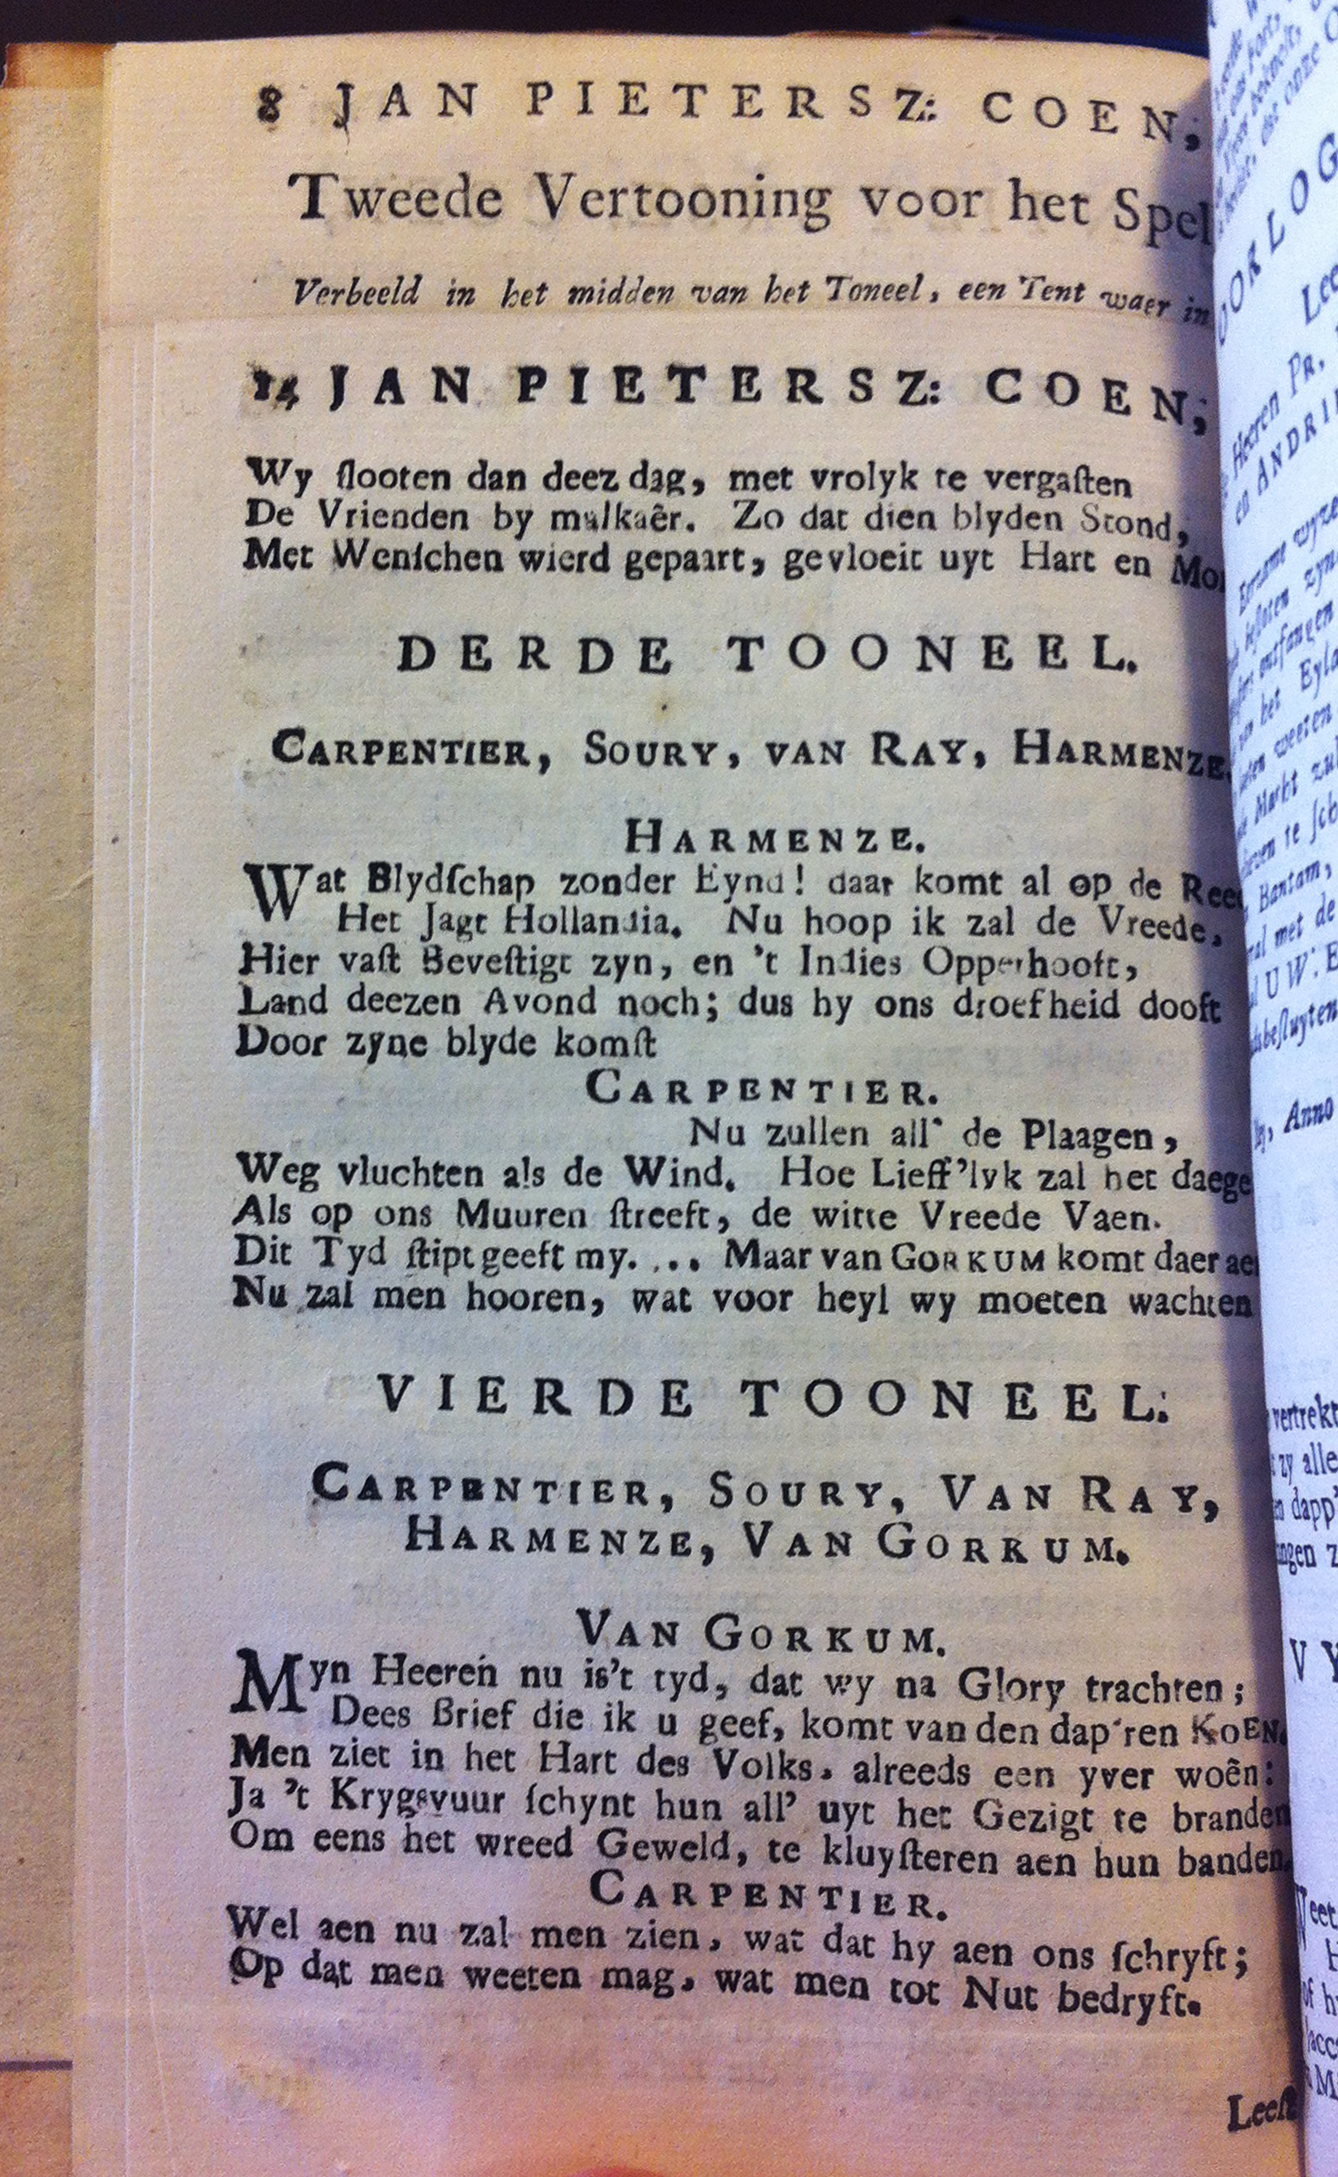 8 JAN PIETERSZ: COEN,
Tweede Vertooning voor het Spel
Verbeeld in het midden van het Toneel, een Tent waer in
14 JAN PIETERSZ: COEN,
Wy ſlooten dan deez dag, met vrolyk te vergaſten
De Vrienden by malkaêr. Zo dat dien blyden Stond,
Met Wenſchen wierd gepaart, gevloeit uyt Hart en
DERDE TOONEEL.
CARPENTIER, SOURY, VAN RAY, HARMENZE.
HARMENZE.
Wat Blydſchap zonder Eynd! daar komt al op de
Het Jagt Hollandia. Nu hoop ik zal de Vreede,
Hier vaſt Beveſtigt zyn, en 't Indies Opperhooft,
Land deezen Avond noch; dus hy ons droefheid dooft
Door zyne blyde komſt
CARPENTIER.
Nu zullen all' de Plaagen,
Weg vluchten als de Wind. Hoe Lieff'lyk zal het
Als op ons Muuren ſtreeft, de witte Vreede Vaen.
Dit Tyd ſtipt geeft my. ... Maar van GORKUM komt daer
Nu zal men hooren, wat voor heyl wy moeten wachten
VIERDE TOONEEL:
CARPENTIER, SOURY, VAN RAY,
HARMENZE, VAN GORKUM.
VAN GORKUM.
Myn Heeren nu is't tyd, dat wy na Glory trachten;
Dees Brief die ik u geef, komt van den dap'ren KOEN.
Men ziet in het Hart des Volks. alreeds een yver woên:
Ja 't Krygsvuur ſchynt hun all' uyt het Gezigt te branden
Om eens het wreed Geweld, te kluyſteren aen hun banden.
CARPENTIER.
Wel aen nu zal men zien, wat dat hy aen ons ſchryft;
Op dat men weeten mag. wat men tot Nut bedryft.
Leeſt